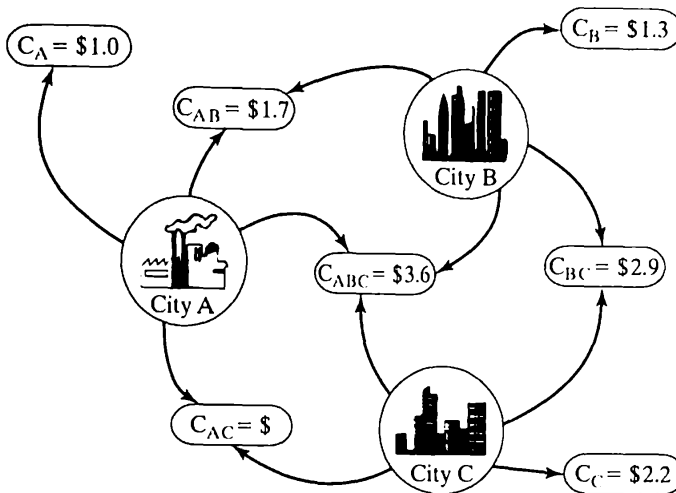 C_A = $1.0
C_B = $1.3
C_AB = $1.7
City B
C_ABC = $3.6
C_BC = $2.9
City A
C_AC = $
City C
C_C = $2.2